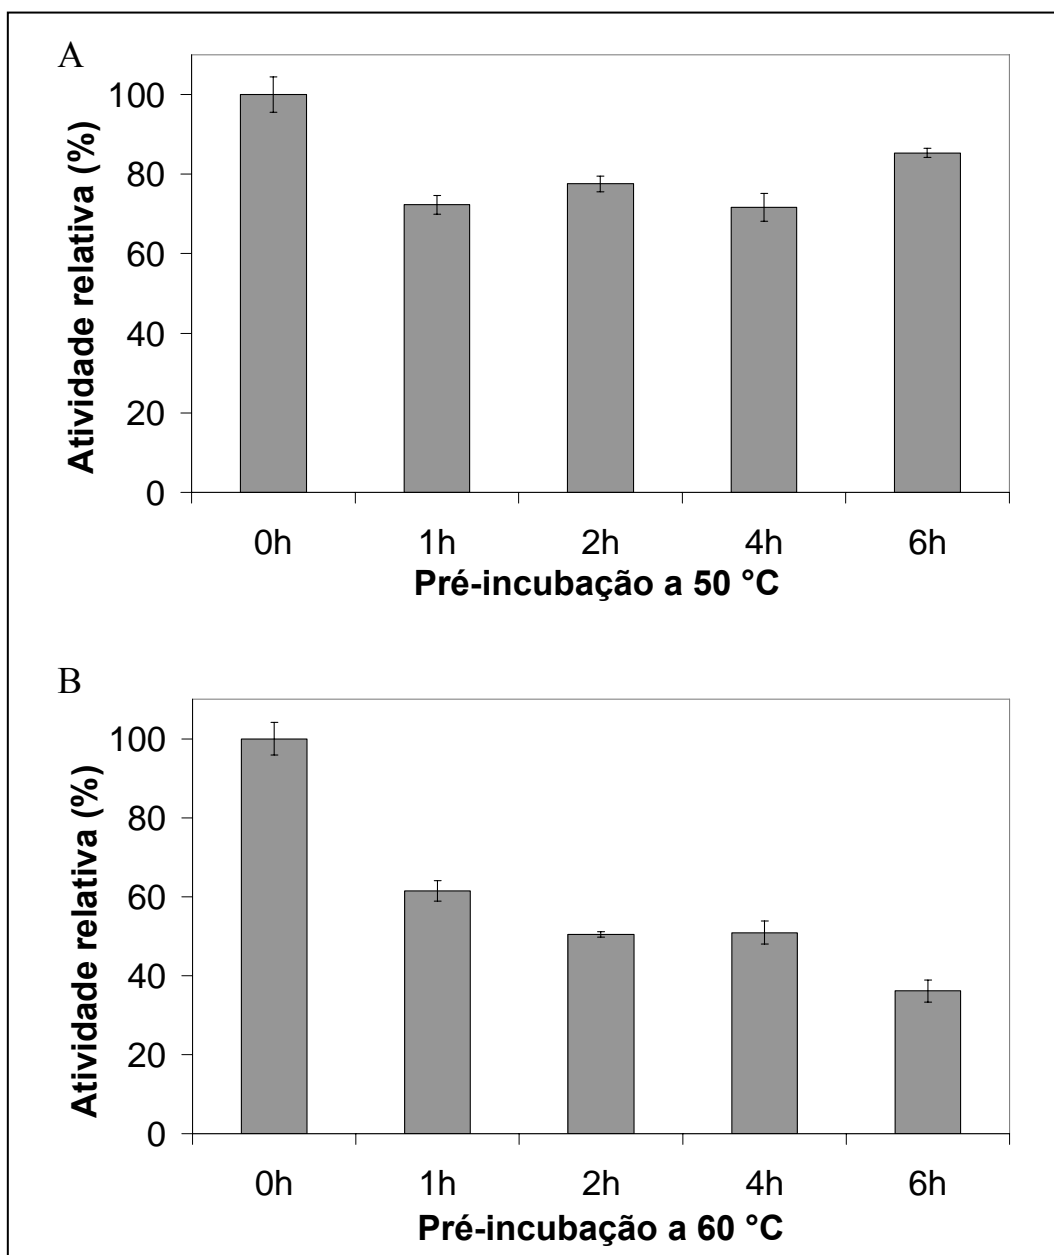 A
Atividade relativa (%)
100
80
60
40
20
0
0h 1h 2h 4h 6h
Pré-incubação a 50 °C
B
Atividade relativa (%)
100
80
60
40
20
0
0h 1h 2h 4h 6h
Pré-incubação a 60 °C